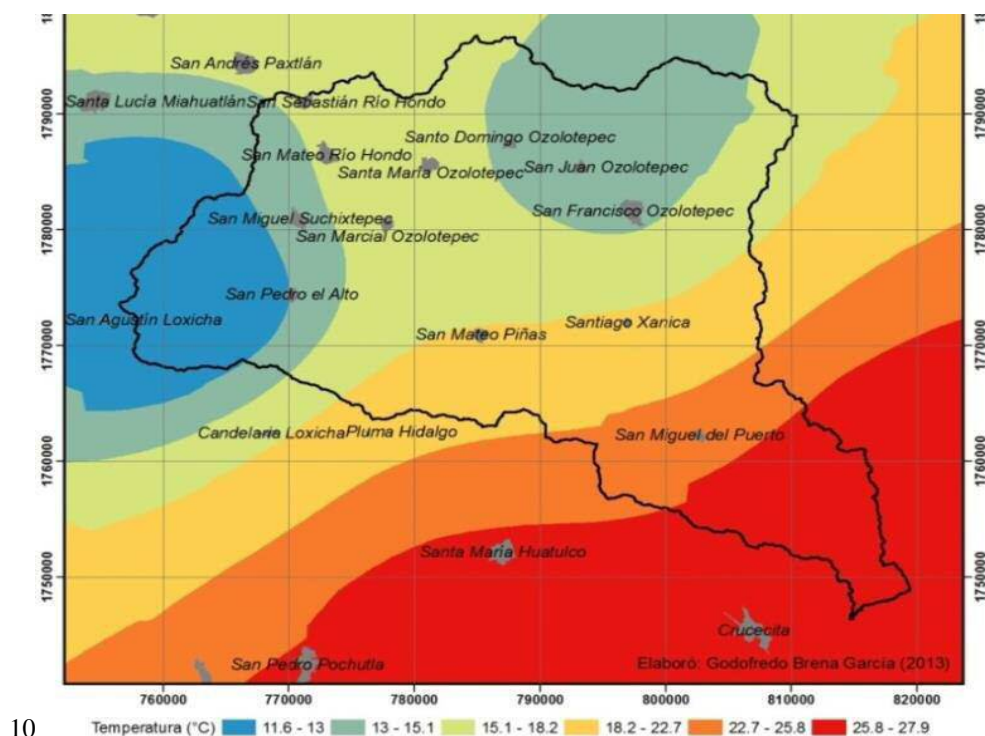 San Andrés Paxtlán
Santa Lucía Miahuatlán San Sebastián Río Hondo
Santo Domingo Ozolotepec
San Mateo Río Hondo
Santa María Ozolotepec San Juan Ozolotepec
San Miguel Suchixtepec San Francisco Ozolotepec
San Marcial Ozolotepec
San Pedro el Alto
San Agustín Loxicha San Mateo Piñas Santiago Xanica
Candelaria Loxicha Pluma Hidalgo San Miguel del Puerto
Santa María Huatulco
Crucecita
San Pedro Pochutla Elaboró: Godofredo Brena García (2013)
1790000 1790000
1780000 1780000
1770000 1770000
1760000 1760000
1750000 1750000
760000 770000 780000 790000 800000 810000 820000
10 Temperatura (°C) 11.6 - 13 13 - 15.1 15.1 - 18.2 18.2 - 22.7 22.7 - 25.8 25.8 - 27.9